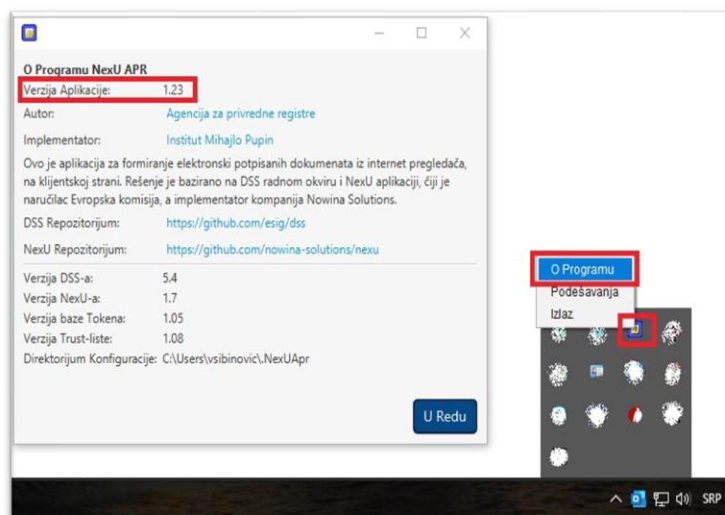 O Programu NexU APR
Verzija Aplikacije: 1.23
Autor: Agencija za privredne registre
Implementator: Institut Mihajlo Pupin
Ovo je aplikacija za formiranje elektronski potpisanih dokumenata iz internet pregledača,
na klijentskoj strani. Rešenje je bazirano na DSS radnom okviru i NexU aplikaciji, čiji je
naručilac Evropska komisija, a implementator kompanija Nowina Solutions.
DSS Repozitorijum: https://github.com/esig/dss
NexU Repozitorijum: https://github.com/nowina-solutions/nexu
Verzija DSS-a: 5.4
Verzija NexU-a: 1.7
Verzija baze Tokena: 1.05
Verzija Trust-liste: 1.08
Direktorijum Konfiguracije: C:\Users\vsibinovic\.NexUApr
U Redu
O Programu
Podešavanja
Izlaz
SRP